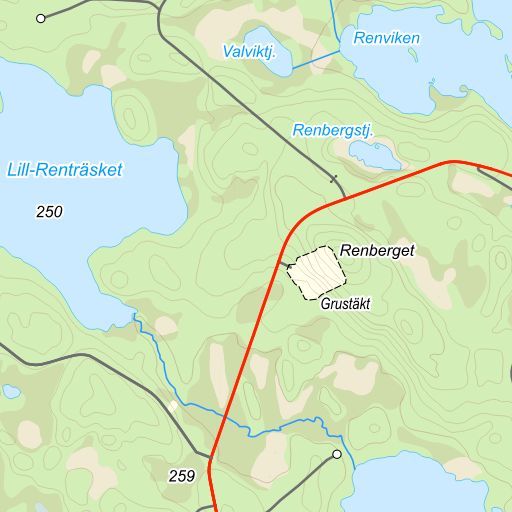 Renviken
Valviktj.
Renbergstj.
Lill-Renträsket
250
Renberget
Grustäkt
259